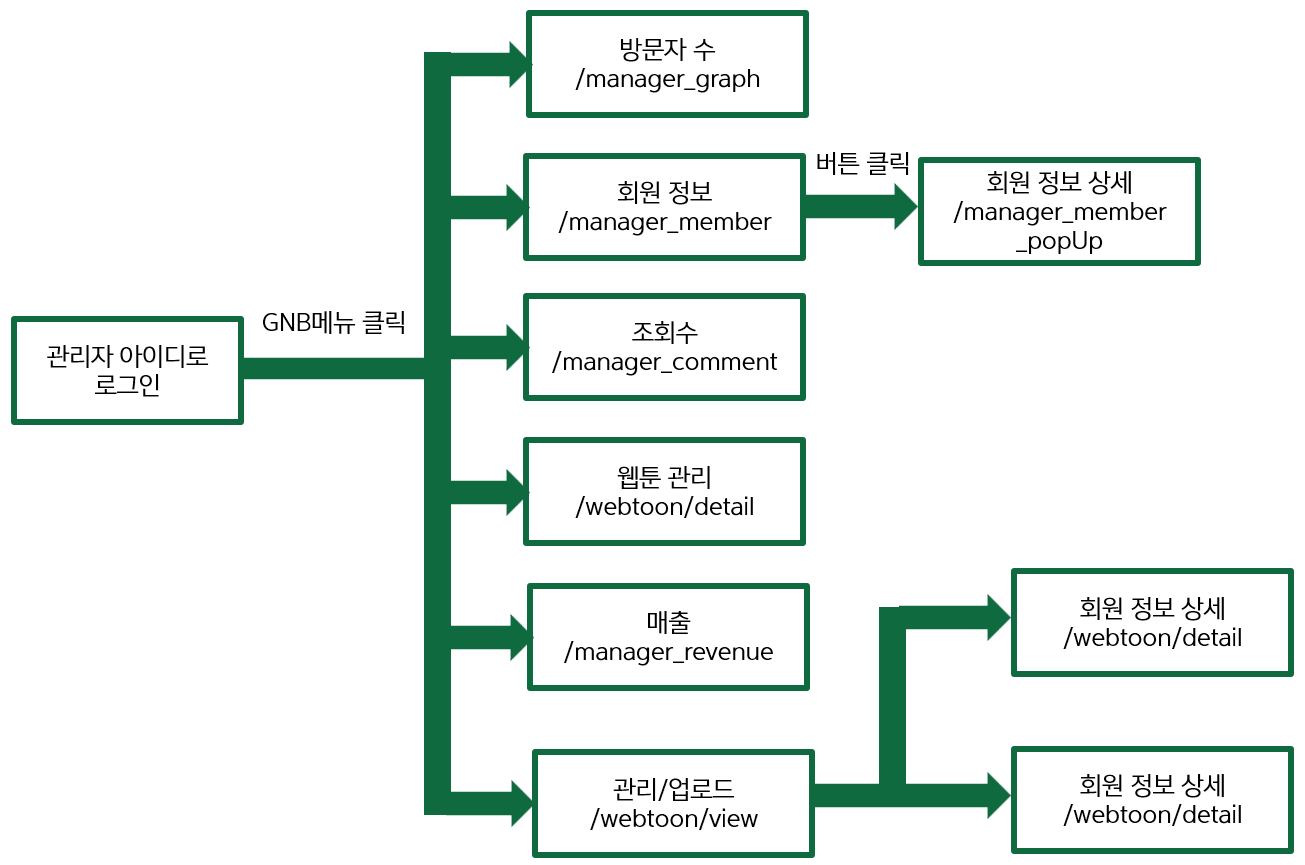 방문자 수
/manager_graph
버튼 클릭
회원 정보
/manager_member
회원 정보 상세
/manager_member
_popUp
GNB메뉴 클릭
조회수
/manager_comment
관리자 아이디로
로그인
웹툰 관리
/webtoon/detail
매출
/manager_revenue
회원 정보 상세
/webtoon/detail
관리/업로드
/webtoon/view
회원 정보 상세
/webtoon/detail